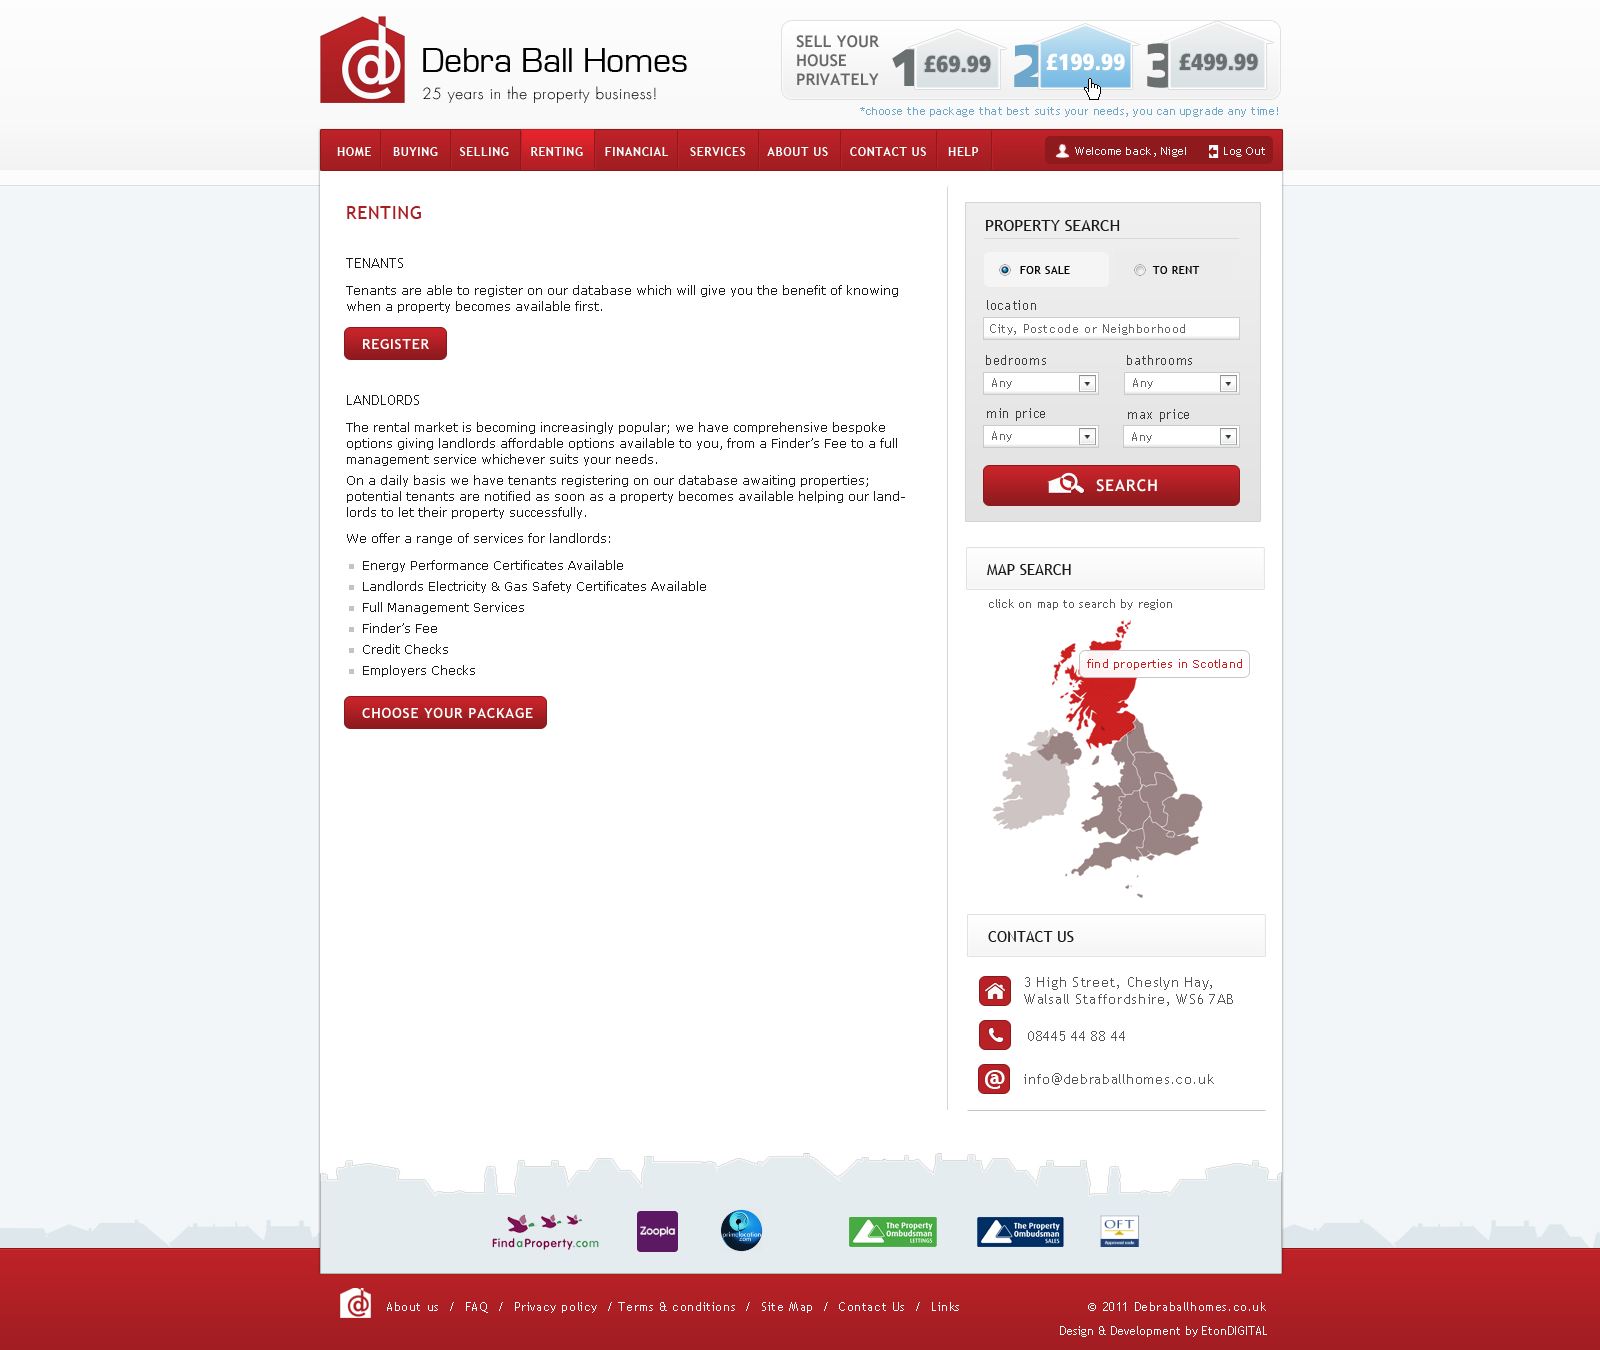 Debra Ball Homes
25 years in the property business!
SELL YOUR
HOUSE
PRIVATELY
1 £69.99
2 £199.99
3 £499.99
*choose the package that best suits your needs, you can upgrade any time!
HOME BUYING SELLING RENTING FINANCIAL SERVICES ABOUT US CONTACT US HELP
Welcome back, Nigel Log Out
RENTING
TENANTS
Tenants are able to register on our database which will give you the benefit of knowing
when a property becomes available first.
REGISTER
LANDLORDS
The rental market is becoming increasingly popular; we have comprehensive bespoke
options giving landlords affordable options available to you, from a Finder's Fee to a full
management service whichever suits your needs.
On a daily basis we have tenants registering on our database awaiting properties;
potential tenants are notified as soon as a property becomes available helping our land-
lords to let their property successfully.
We offer a range of services for landlords:
Energy Performance Certificates Available
Landlords Electricity & Gas Safety Certificates Available
Full Management Services
Finder's Fee
Credit Checks
Employers Checks
CHOOSE YOUR PACKAGE
PROPERTY SEARCH
FOR SALE TO RENT
location
City, Postcode or Neighborhood
bedrooms bathrooms
Any Any
min price max price
Any Any
SEARCH
MAP SEARCH
click on map to search by region
find properties in Scotland
CONTACT US
3 High Street, Cheslyn Hay,
Walsall Staffordshire, WS6 7AB
08445 44 88 44
info@debraballhomes.co.uk
FindaProperty.com
Zoopla
primelocation
.com
The Property
Ombudsman
LETTINGS
The Property
Ombudsman
SALES
OFT
Approved code
About us / FAQ / Privacy policy / Terms & conditions / Site Map / Contact Us / Links
© 2011 Debraballhomes.co.uk
Design & Development by EtonDIGITAL